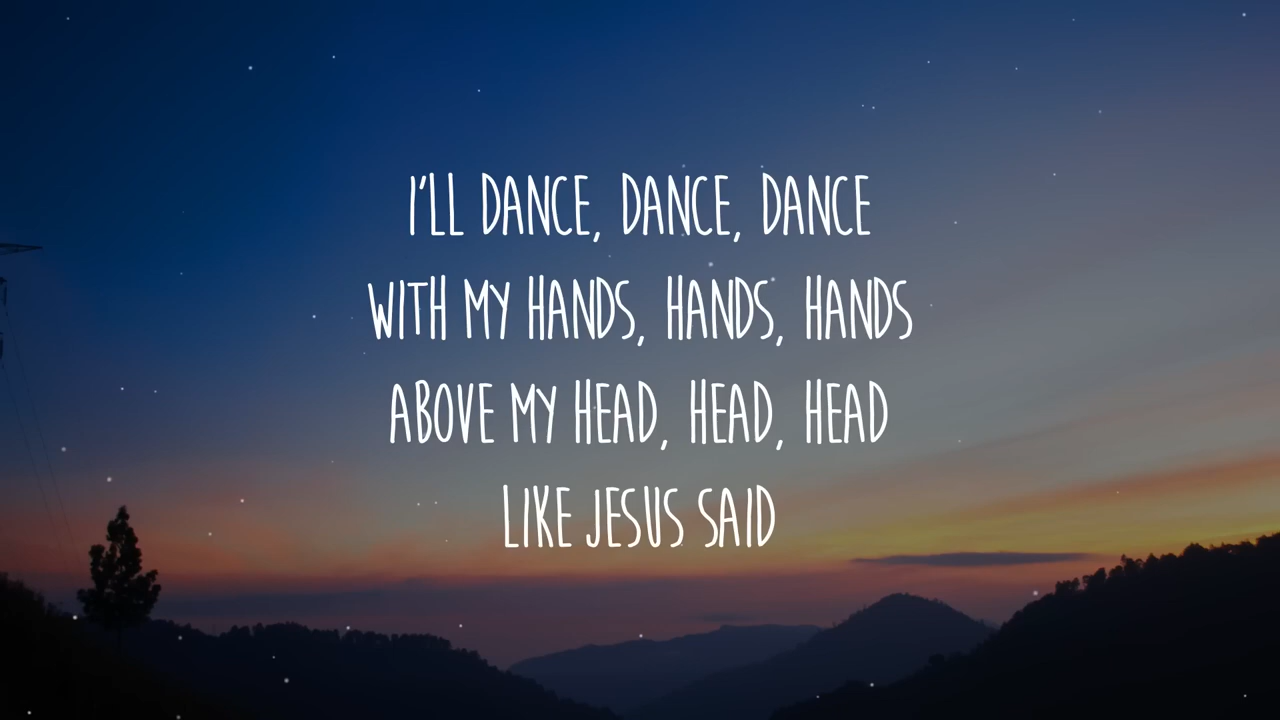 I'LL DANCE, DANCE, DANCE
WITH MY HANDS, HANDS, HANDS
ABOVE MY HEAD, HEAD, HEAD
LIKE JESUS SAID